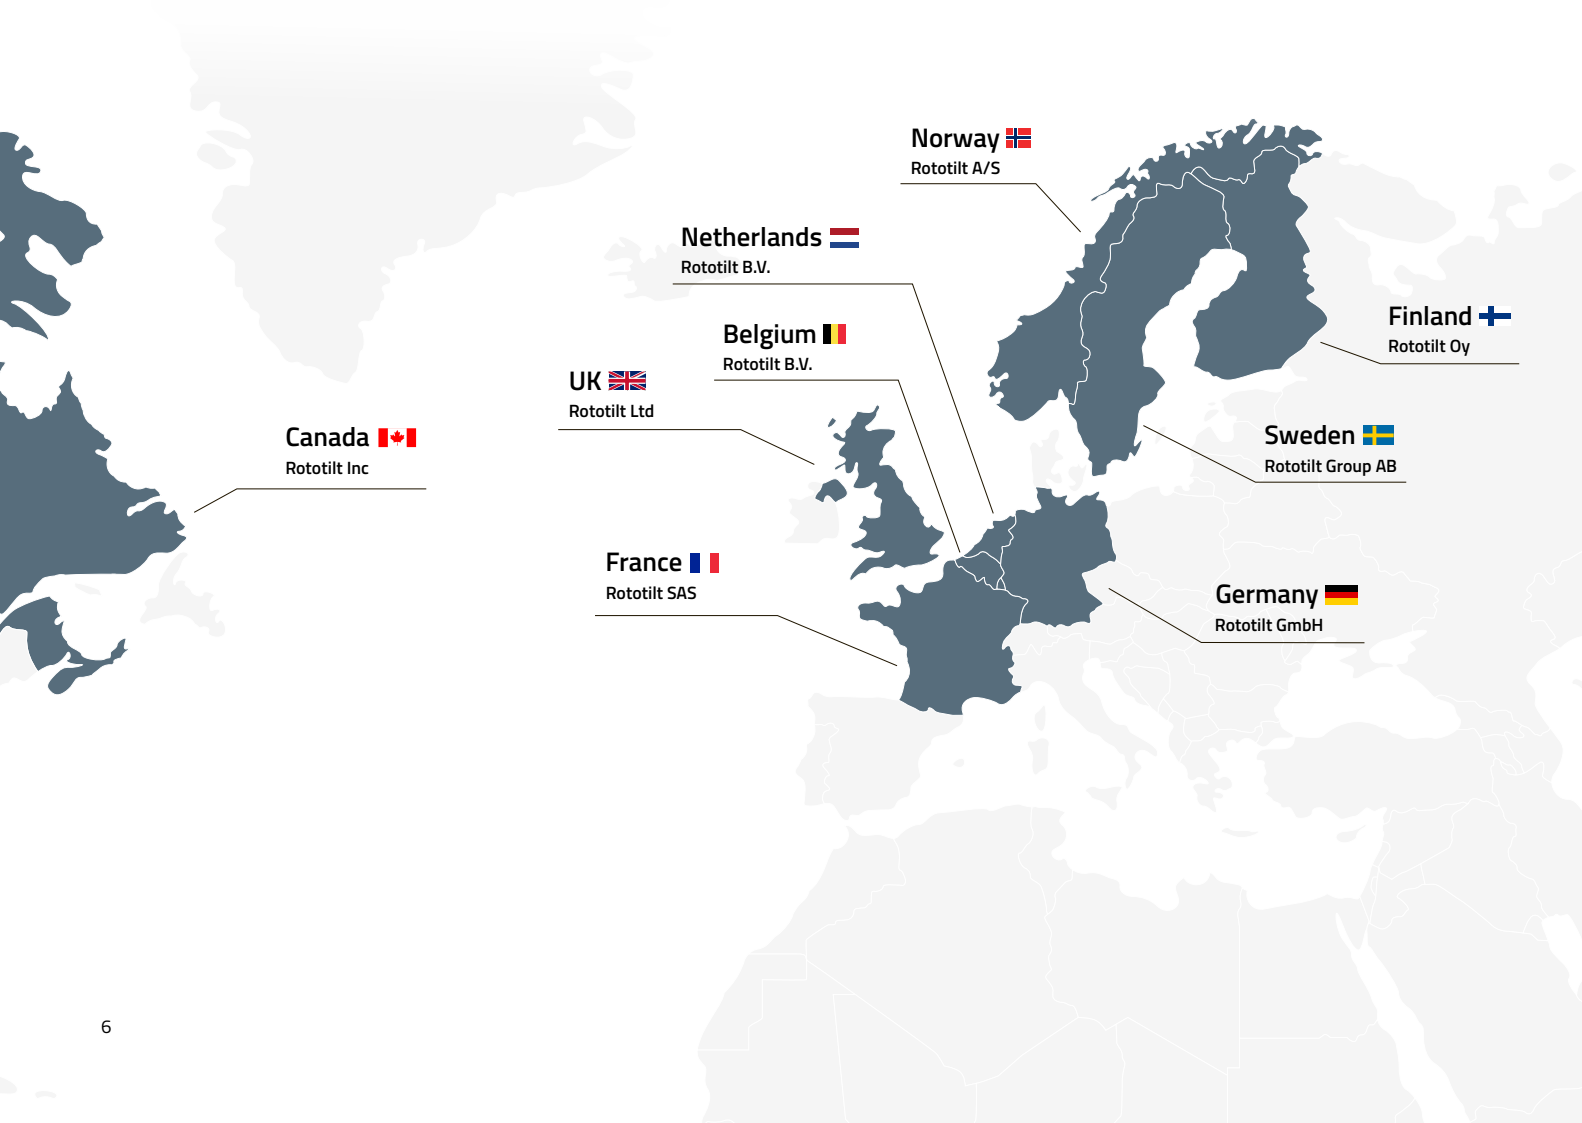 Norway
Rototilt A/S
Netherlands
Rototilt B.V.
Belgium
Rototilt B.V.
Finland
Rototilt Oy
UK
Rototilt Ltd
Canada
Rototilt Inc
Sweden
Rototilt Group AB
France
Rototilt SAS
Germany
Rototilt GmbH
6